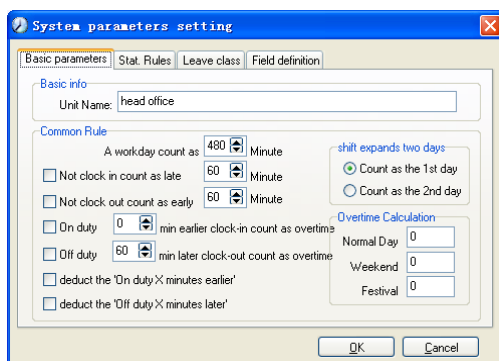 System parameters setting
Basic parameters Stat. Rules Leave class Field definition
Basic info
Unit Name: head office
Common Rule
A workday count as 480 Minute
Not clock in count as late 60 Minute
Not clock out count as early 60 Minute
On duty 0 min earlier clock-in count as overtime
Off duty 60 min later clock-out count as overtime
deduct the 'On duty X minutes earlier'
deduct the 'Off duty X minutes later'
shift expands two days
Count as the 1st day
Count as the 2nd day
Overtime Calculation
Normal Day 0
Weekend 0
Festival 0
OK Cancel